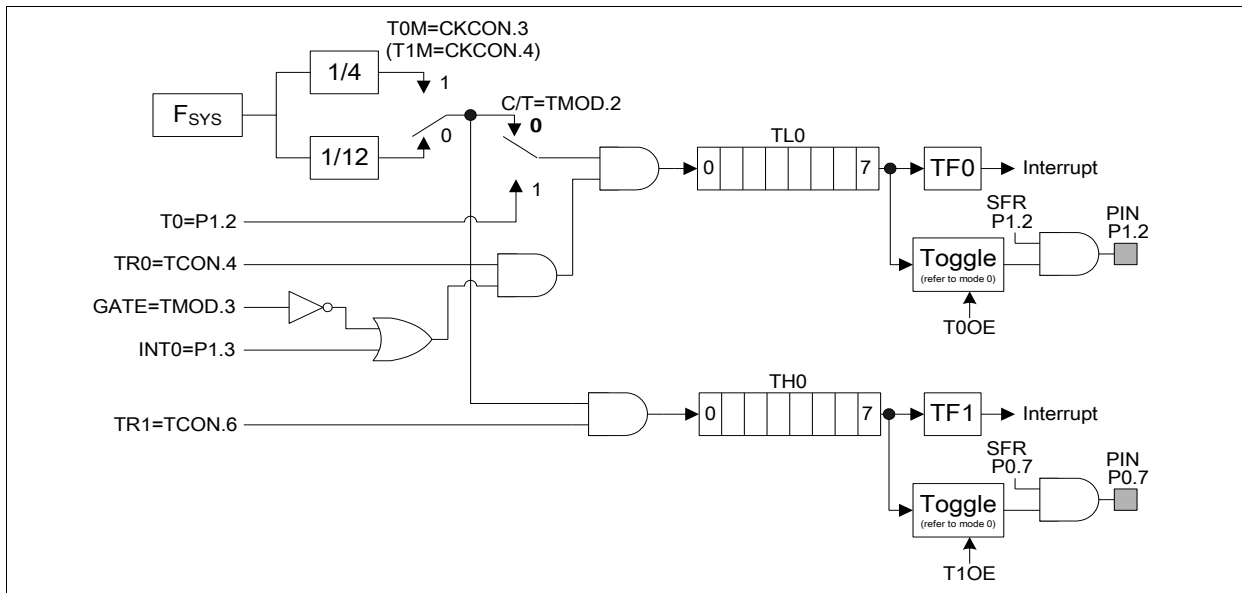 T0M=CKCON.3
(T1M=CKCON.4)
1/4
1
FSYS
C/T=TMOD.2
0
0
1/12
TL0
0 7
TF0
Interrupt
1
T0=P1.2
SFR
P1.2
PIN
P1.2
TR0=TCON.4
Toggle
(refer to mode 0)
GATE=TMOD.3
T0OE
INT0=P1.3
TH0
0 7
TF1
Interrupt
TR1=TCON.6
SFR
P0.7
PIN
P0.7
Toggle
(refer to mode 0)
T1OE